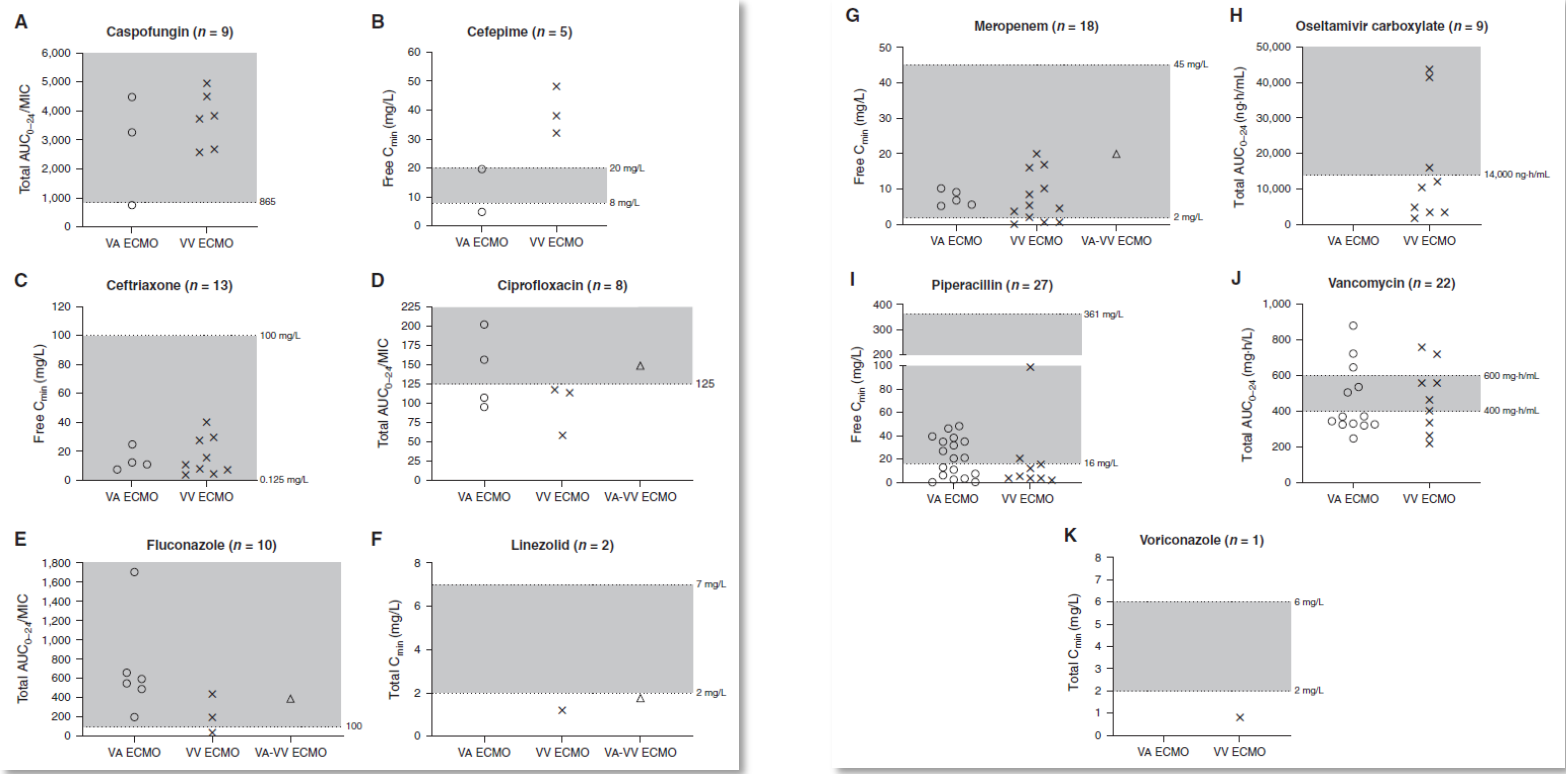 A
Caspofungin (n = 9)
Total AUC0–24/MIC
6,000
5,000
4,000
3,000
2,000
1,000
0
865
VA ECMO
VV ECMO
B
Cefepime (n = 5)
Free Cmin (mg/L)
60
50
40
30
20
10
0
20 mg/L
8 mg/L
VA ECMO
VV ECMO
C
Ceftriaxone (n = 13)
Free Cmin (mg/L)
120
100
80
60
40
20
0
100 mg/L
0.125 mg/L
VA ECMO
VV ECMO
D
Ciprofloxacin (n = 8)
Total AUC0–24/MIC
225
200
175
150
125
100
75
50
25
0
125
VA ECMO
VV ECMO
VA-VV ECMO
E
Fluconazole (n = 10)
Total AUC0–24/MIC
1,800
1,600
1,400
1,200
1,000
800
600
400
200
0
100
VA ECMO
VV ECMO
VA-VV ECMO
F
Linezolid (n = 2)
Total Cmin (mg/L)
8
6
4
2
0
7 mg/L
2 mg/L
VA ECMO
VV ECMO
VA-VV ECMO
G
Meropenem (n = 18)
Free Cmin (mg/L)
50
40
30
20
10
0
45 mg/L
2 mg/L
VA ECMO
VV ECMO
VA-VV ECMO
H
Oseltamivir carboxylate (n = 9)
Total AUC0–24 (ng·h/mL)
50,000
40,000
30,000
20,000
10,000
0
14,000 ng·h/mL
VA ECMO
VV ECMO
I
Piperacillin (n = 27)
Free Cmin (mg/L)
400
300
200
100
80
60
40
20
0
361 mg/L
16 mg/L
VA ECMO
VV ECMO
J
Vancomycin (n = 22)
Total AUC0–24 (mg·h/L)
1,000
800
600
400
200
0
600 mg·h/mL
400 mg·h/mL
VA ECMO
VV ECMO
K
Voriconazole (n = 1)
Total Cmin (mg/L)
8
7
6
5
4
3
2
1
0
6 mg/L
2 mg/L
VA ECMO
VV ECMO